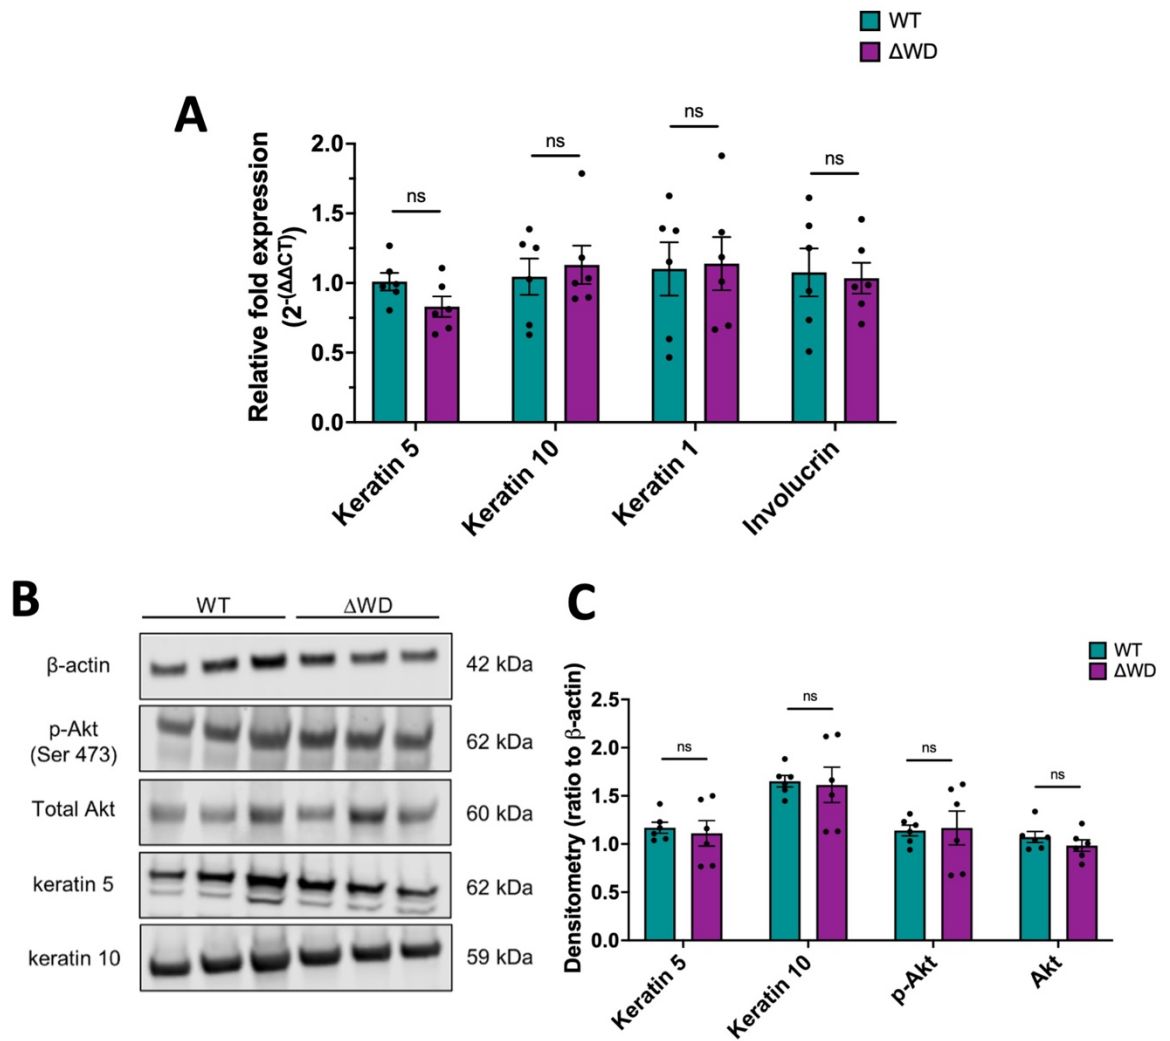 WT
ΔWD
A
Relative fold expression
(2-(ΔΔCT))
2.0
1.5
1.0
0.5
0.0
ns
ns
ns
ns
Keratin 5
Keratin 10
Keratin 1
Involucrin
B
WT
ΔWD
β-actin
42 kDa
p-Akt
(Ser 473)
62 kDa
Total Akt
60 kDa
keratin 5
62 kDa
keratin 10
59 kDa
C
WT
ΔWD
Densitometry (ratio to β-actin)
2.5
2.0
1.5
1.0
0.5
0.0
ns
ns
ns
ns
Keratin 5
Keratin 10
p-Akt
Akt